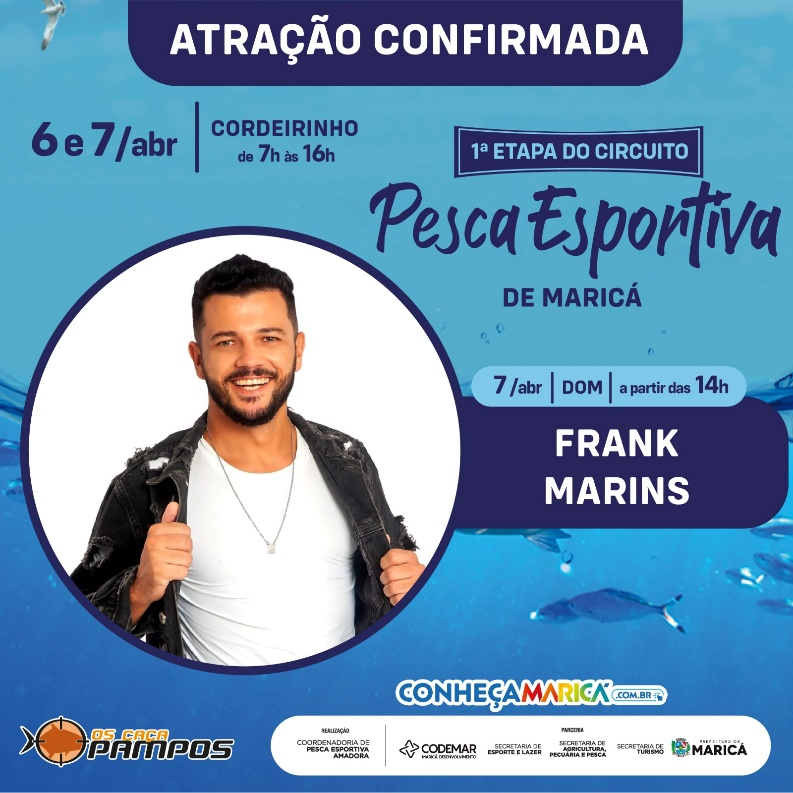 ATRAÇÃO CONFIRMADA
6 e 7/abr
CORDEIRINHO
de 7h às 16h
1ª ETAPA DO CIRCUITO
Pesca Esportiva
DE MARICÁ
7/abr | DOM | a partir das 14h
FRANK
MARINS
CONHEÇAMARICÁ .COM.BR
OS CAÇA
PAMPOS
REALIZAÇÃO
COORDENADORIA DE
PESCA ESPORTIVA
AMADORA
PARCERIA
CODEMAR
MARICÁ DESENVOLVIMENTO
SECRETARIA DE
ESPORTE E LAZER
SECRETARIA DE
AGRICULTURA,
PECUÁRIA E PESCA
SECRETARIA DE
TURISMO
PREFEITURA DE
MARICÁ